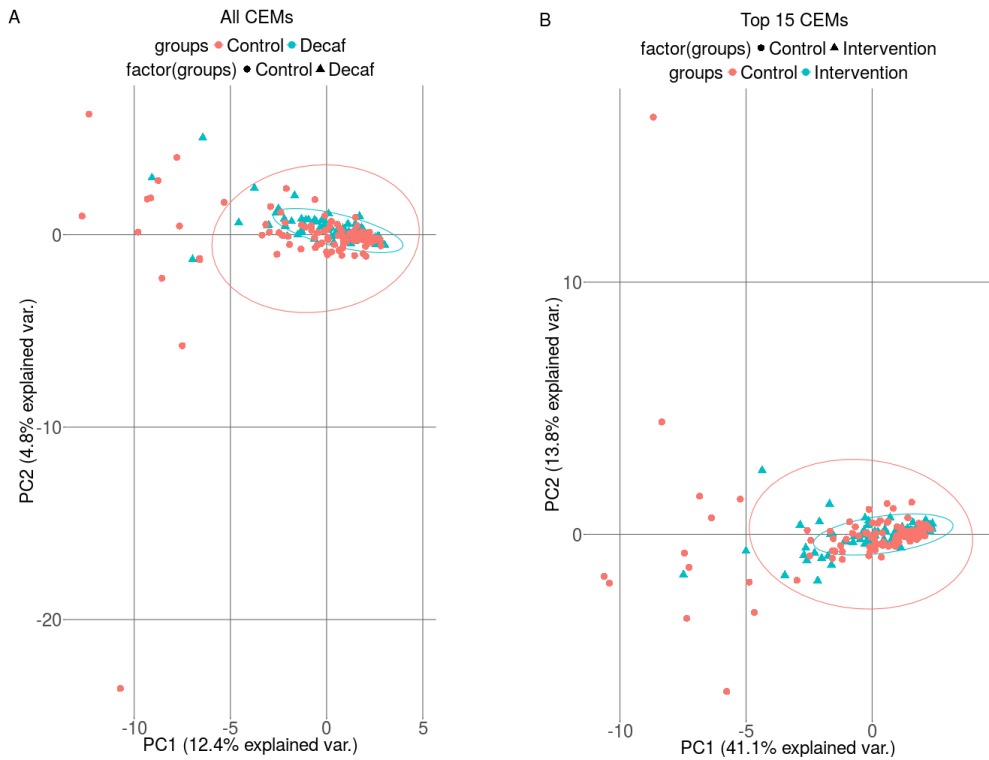 A
All CEMs
groups Control Decaf
factor(groups) Control Decaf
0
-10
-20
PC2 (4.8% explained var.)
-10 -5 0 5
PC1 (12.4% explained var.)
B
Top 15 CEMs
factor(groups) Control Intervention
groups Control Intervention
10
0
PC2 (13.8% explained var.)
-10 -5 0
PC1 (41.1% explained var.)